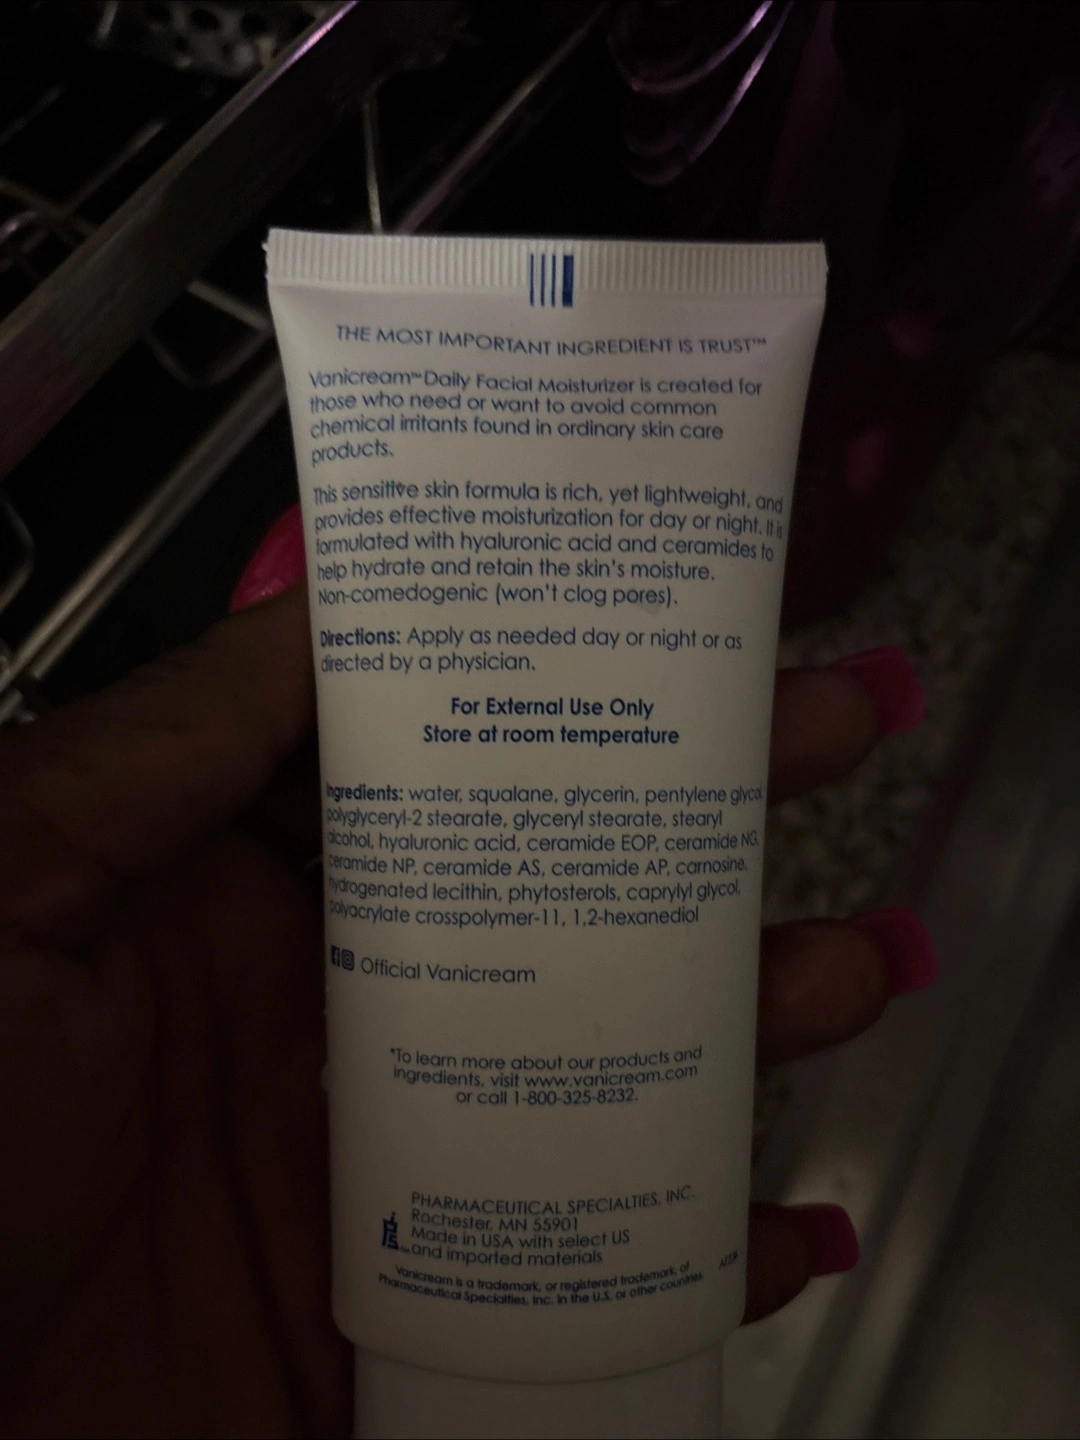 THE MOST IMPORTANT INGREDIENT IS TRUST™
Vanicream™ Daily Facial Moisturizer is created for
those who need or want to avoid common
chemical irritants found in ordinary skin care
products.
This sensitive skin formula is rich, yet lightweight, and
provides effective moisturization for day or night. It is
formulated with hyaluronic acid and ceramides to
help hydrate and retain the skin's moisture.
Non-comedogenic (won't clog pores).
Directions: Apply as needed day or night or as
directed by a physician.
For External Use Only
Store at room temperature
Ingredients: water, squalane, glycerin, pentylene glycol,
polyglyceryl-2 stearate, glyceryl stearate, stearyl
alcohol, hyaluronic acid, ceramide EOP, ceramide NG,
ceramide NP, ceramide AS, ceramide AP, carnosine,
hydrogenated lecithin, phytosterols, caprylyl glycol,
polyacrylate crosspolymer-11, 1,2-hexanediol
Official Vanicream
*To learn more about our products and
ingredients, visit www.vanicream.com
or call 1-800-325-8232.
PHARMACEUTICAL SPECIALTIES, INC.
Rochester, MN 55901
Made in USA with select US
and imported materials
Vanicream is a trademark, or registered trademark, of
Pharmaceutical Specialties, Inc. in the U.S. or other countries